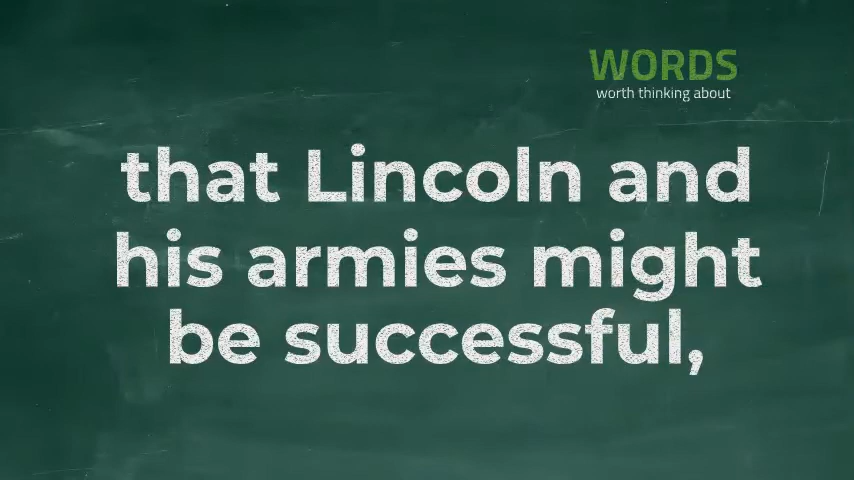 WORDS
worth thinking about
that Lincoln and
his armies might
be successful,